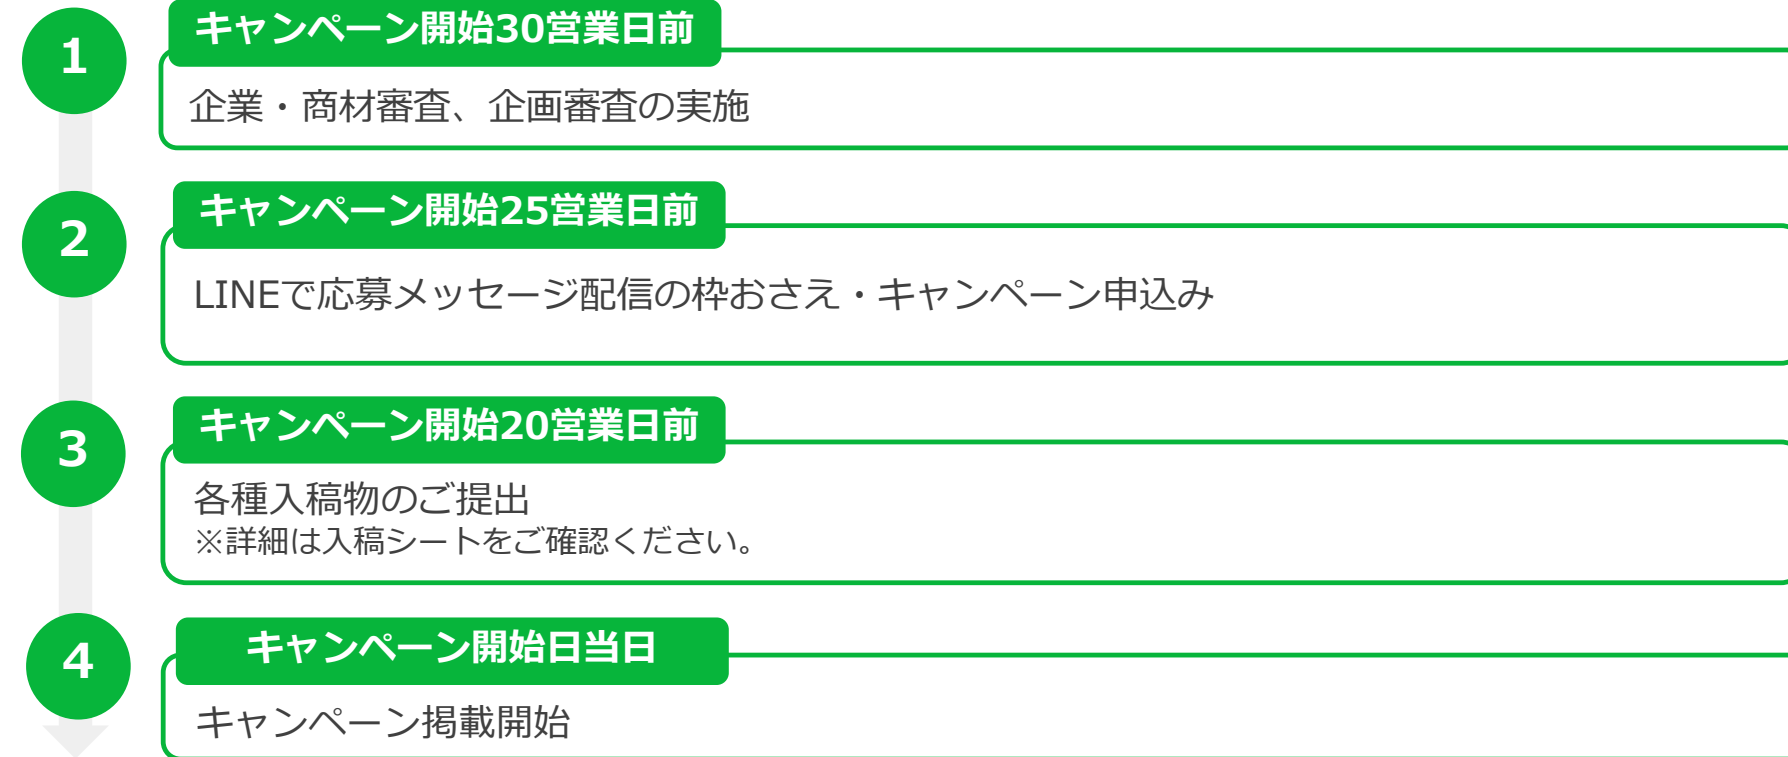 1
キャンペーン開始30営業日前
企業・商材審査、企画審査の実施
2
キャンペーン開始25営業日前
LINEで応募メッセージ配信の枠おさえ・キャンペーン申込み
3
キャンペーン開始20営業日前
各種入稿物のご提出
※詳細は入稿シートをご確認ください。
4
キャンペーン開始日当日
キャンペーン掲載開始